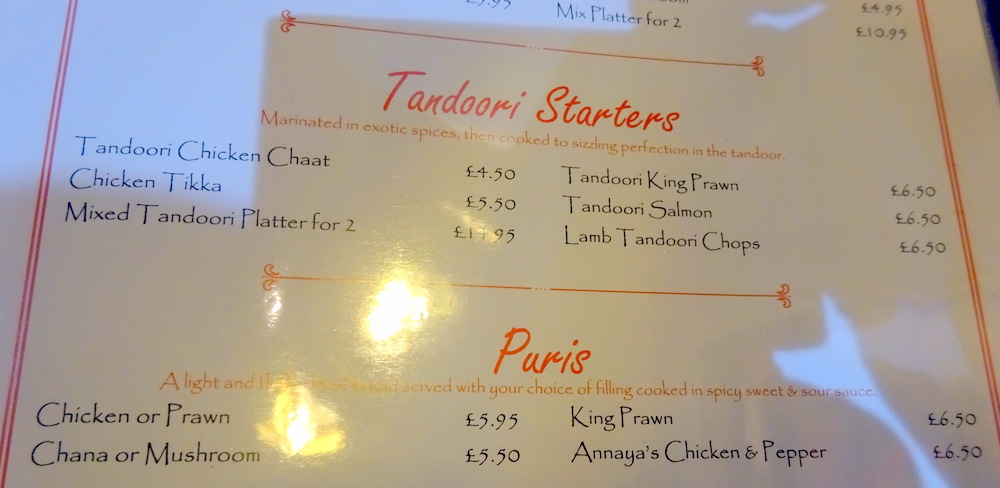 £5.95
Mix Platter for 2 £4.95
£10.95
Tandoori Starters
Marinated in exotic spices, then cooked to sizzling perfection in the tandoor.
Tandoori Chicken Chaat £4.50
Chicken Tikka £5.50
Mixed Tandoori Platter for 2
Tandoori King Prawn £6.50
Tandoori Salmon £6.50
Lamb Tandoori Chops £6.50
Puris
A light and served with your choice of filling cooked in spicy sweet & sour sauce.
Chicken or Prawn £5.95
Chana or Mushroom £5.50
King Prawn £6.50
Annaya's Chicken & Pepper £6.50